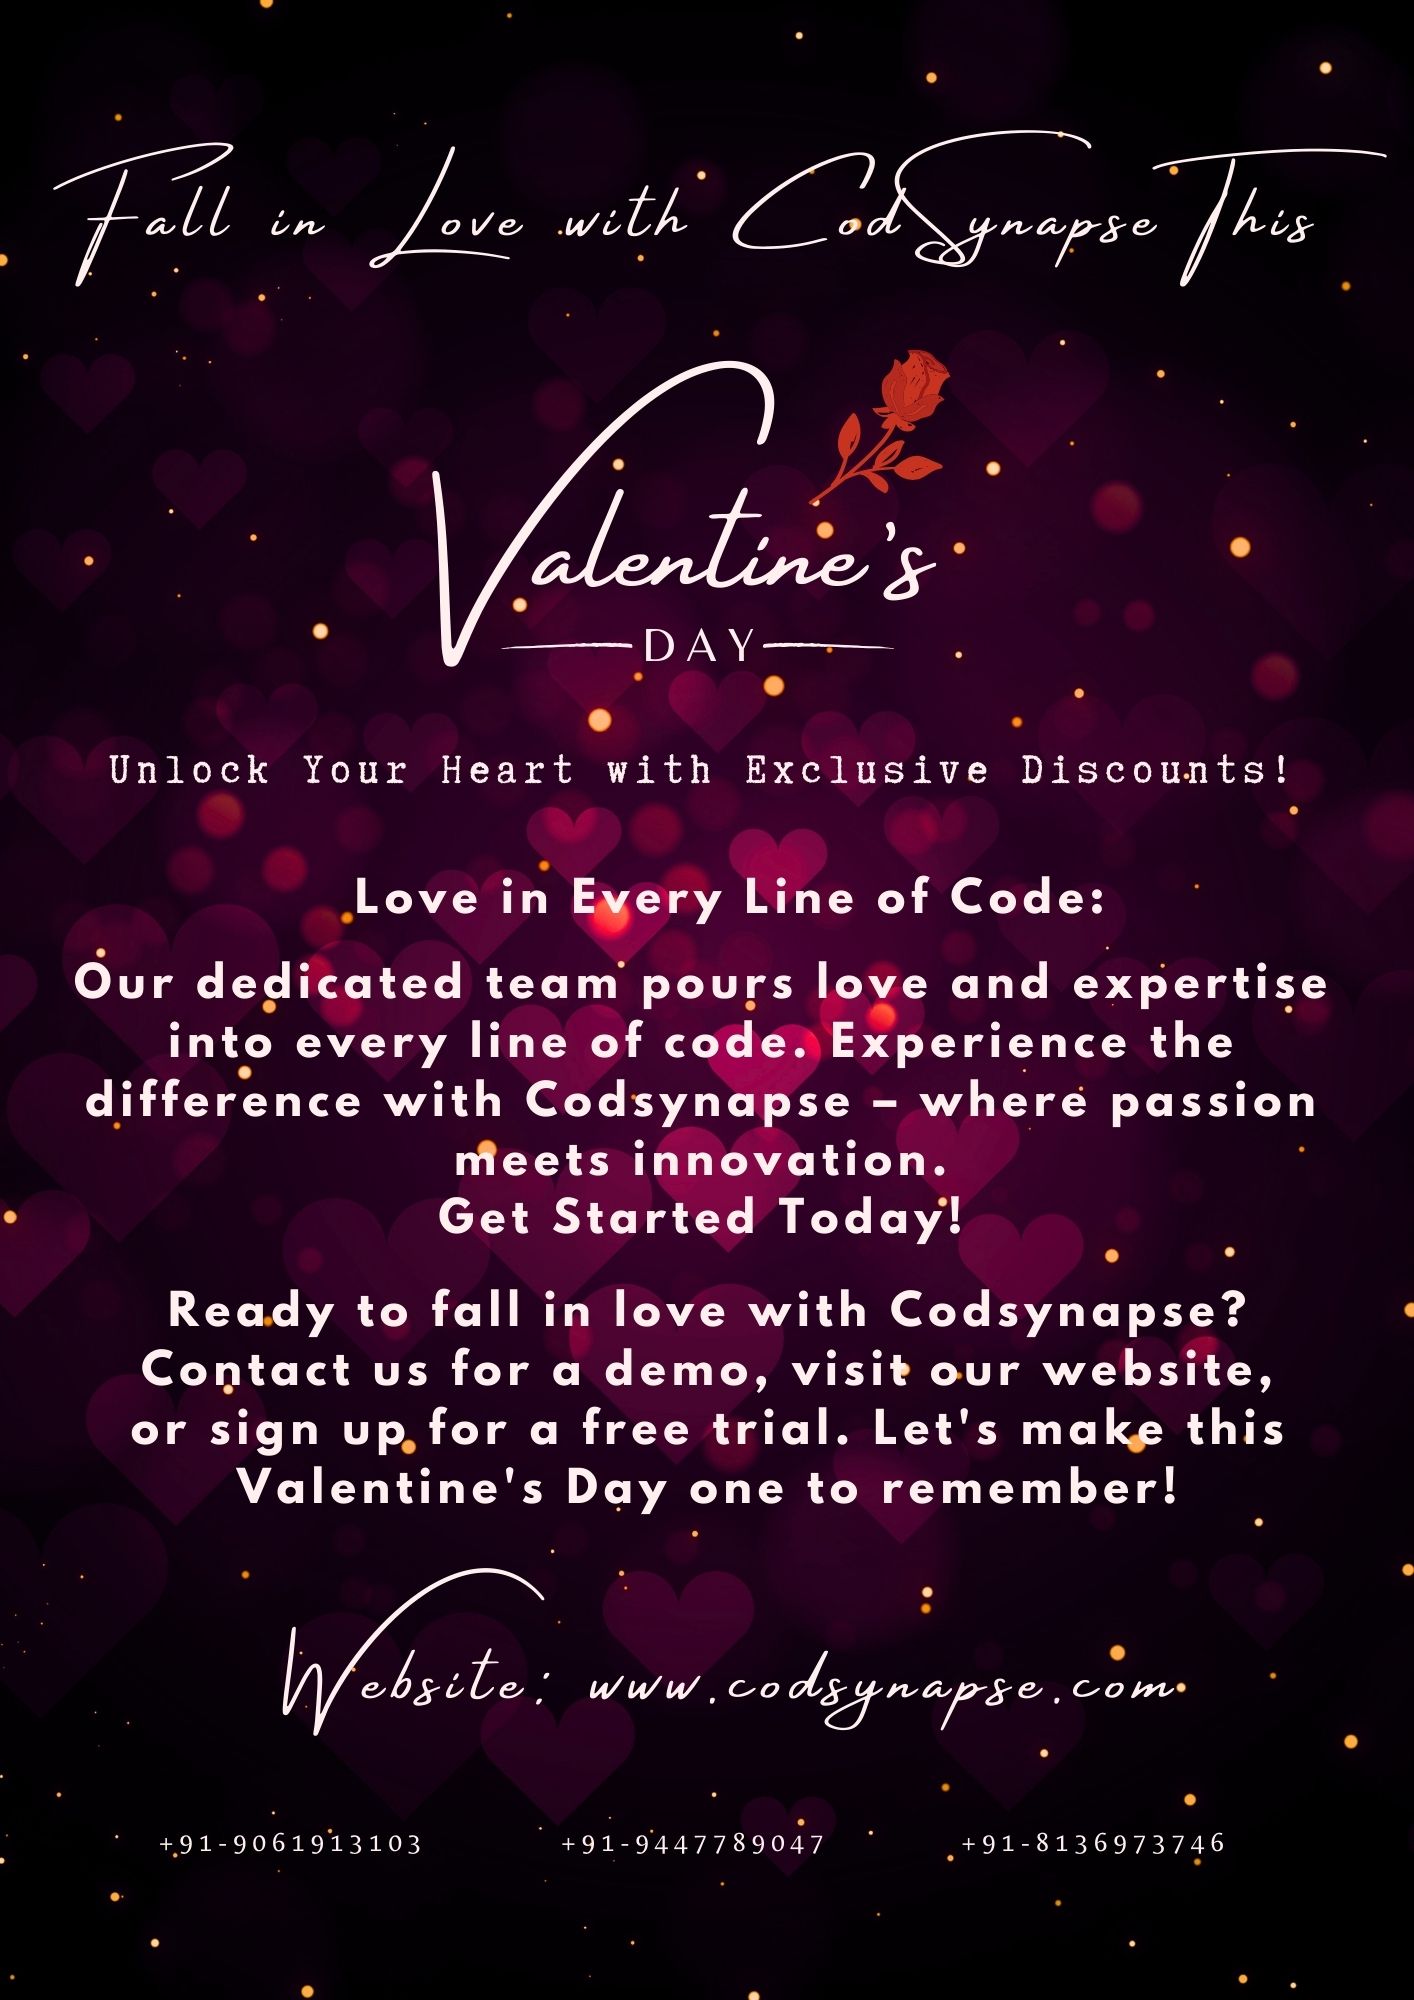 Fall in Love with CodSynapse This
Valentine's
DAY
Unlock Your Heart with Exclusive Discounts!
Love in Every Line of Code:
Our dedicated team pours love and expertise
into every line of code. Experience the
difference with Codsynapse – where passion
meets innovation.
Get Started Today!
Ready to fall in love with Codsynapse?
Contact us for a demo, visit our website,
or sign up for a free trial. Let's make this
Valentine's Day one to remember!
Website: www.codsynapse.com
+91-9061913103 +91-9447789047 +91-8136973746